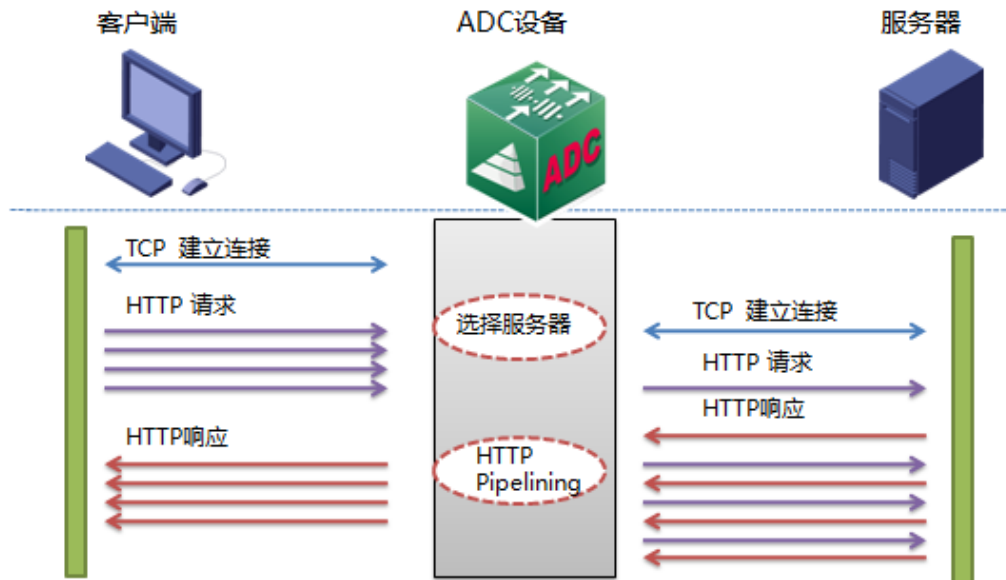 客户端
ADC设备
服务器
ADC
TCP 建立连接
HTTP 请求
选择服务器
TCP 建立连接
HTTP 请求
HTTP响应
HTTP响应
HTTP
Pipelining